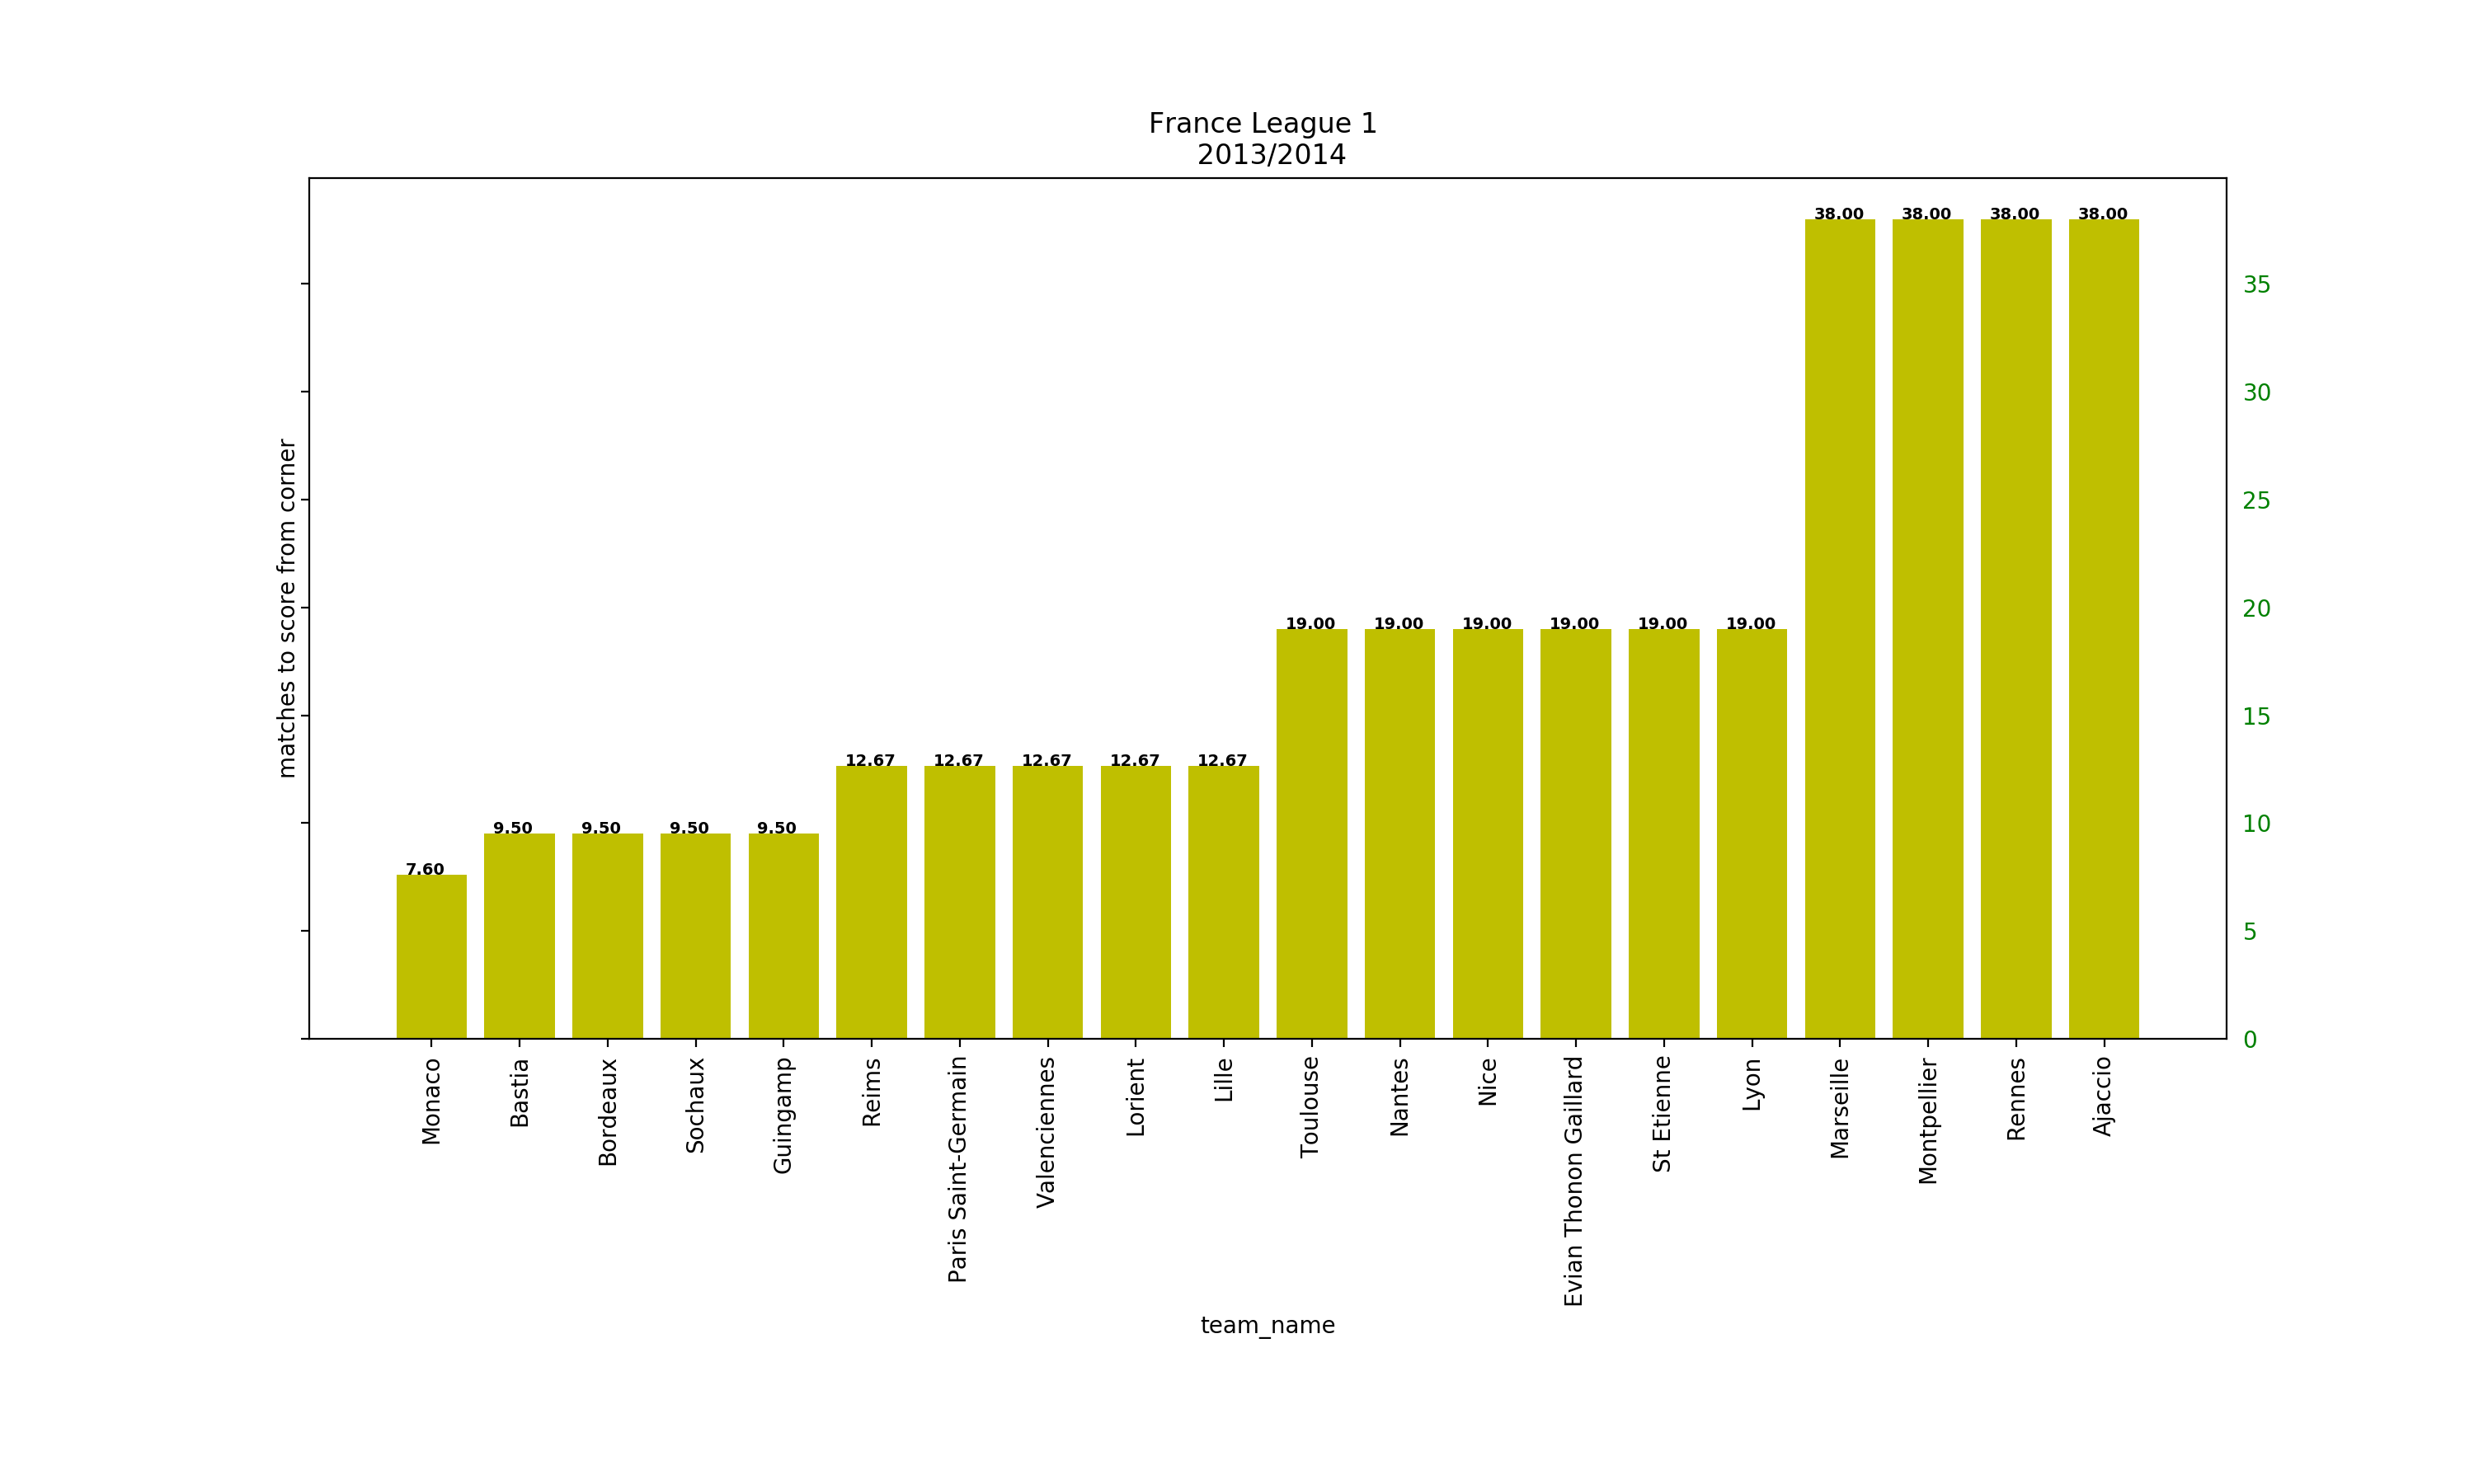 France League 1
2013/2014
matches to score from corner
38.00 38.00 38.00 38.00
19.00 19.00 19.00 19.00 19.00 19.00
12.67 12.67 12.67 12.67 12.67
9.50 9.50 9.50 9.50
7.60
35
30
25
20
15
10
5
0
Monaco
Bastia
Bordeaux
Sochaux
Guingamp
Reims
Paris Saint-Germain
Valenciennes
Lorient
Lille
Toulouse
Nantes
Nice
Evian Thonon Gaillard
St Etienne
Lyon
Marseille
Montpellier
Rennes
Ajaccio
team_name